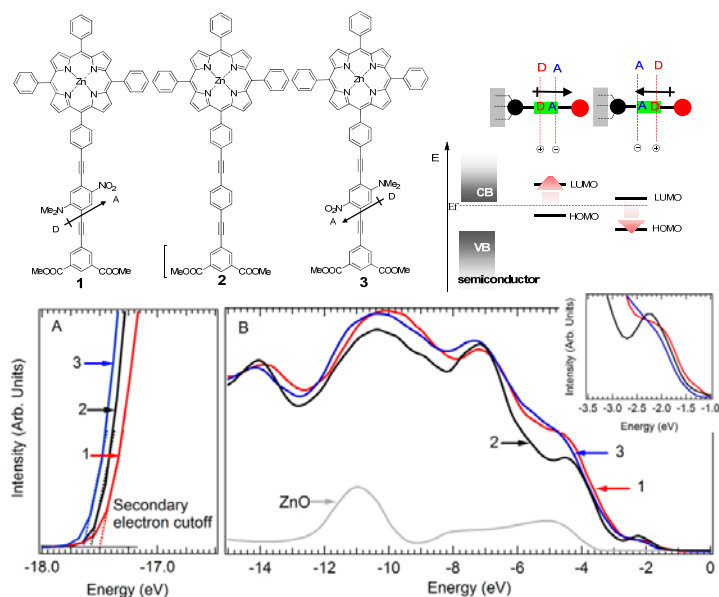 Zn
N
N
N
N
NO2
Me2N
A
D
MeOOC
COOMe
1
Zn
N
N
N
N
MeOOC
COOMe
2
Zn
N
N
N
N
NMe2
O2N
D
A
MeOOC
COOMe
3
D A
D A
+ −
A D
A D
− +
E
CB
Ef
VB
semiconductor
LUMO
HOMO
LUMO
HOMO
A
Intensity (Arb. Units)
3
2
1
Secondary
electron cutoff
-18.0 -17.5 -17.0 -16.5
Energy (eV)
B
ZnO
2
3
1
-14 -12 -10 -8 -6 -4 -2 0
Energy (eV)
Intensity (Arb. Units)
-3.5 -3.0 -2.5 -2.0 -1.5 -1.0
Energy (eV)